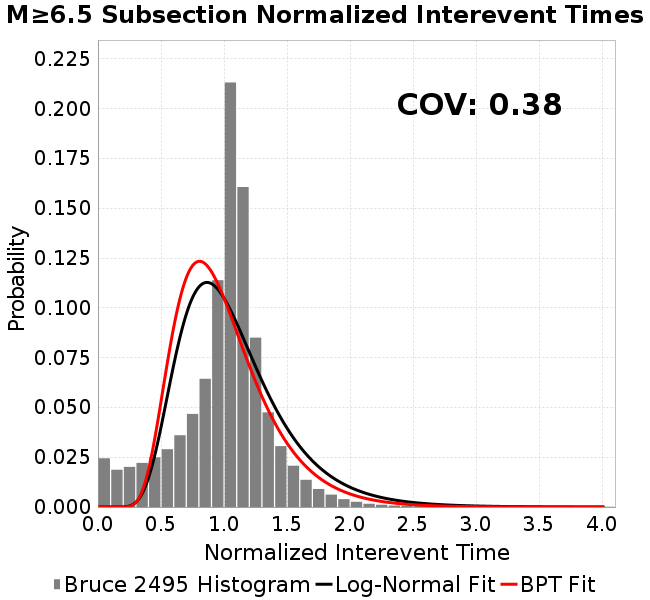 M≥6.5 Subsection Normalized Interevent Times
COV: 0.38
Probability
0.225
0.200
0.175
0.150
0.125
0.100
0.075
0.050
0.025
0.000
0.0 0.5 1.0 1.5 2.0 2.5 3.0 3.5 4.0
Normalized Interevent Time
Bruce 2495 Histogram Log-Normal Fit BPT Fit